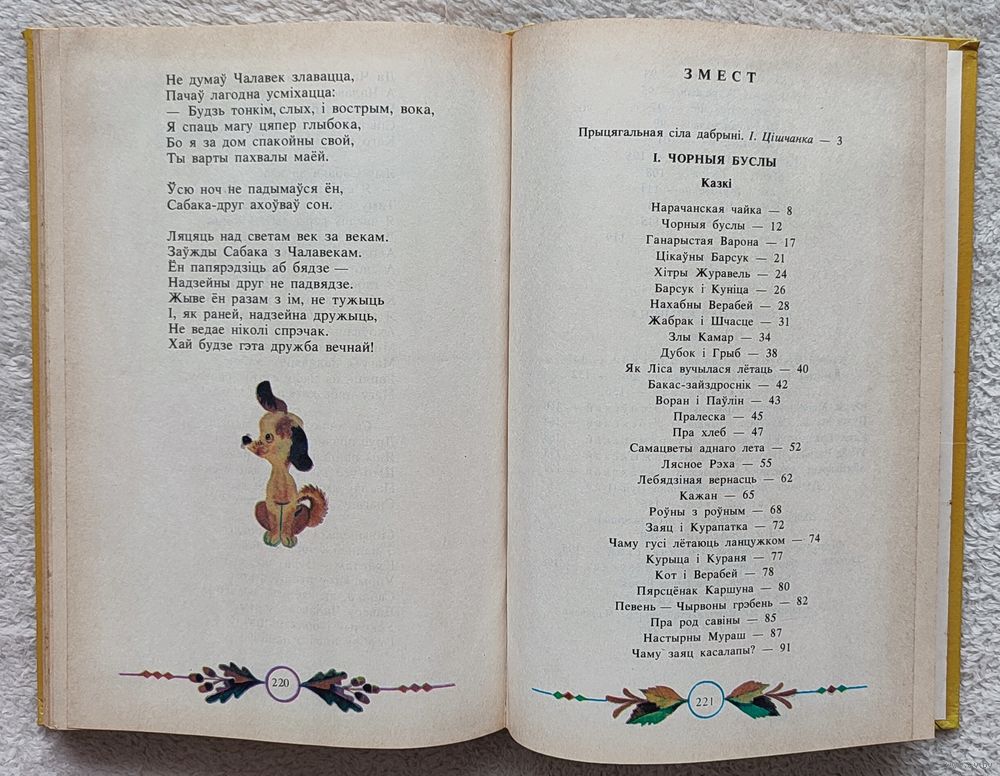 Не думаў Чалавек злавацца,
Пачаў лагодна усміхацца:
— Будзь тонкім, слых, і вострым, вока,
Я спаць магу цяпер глыбока,
Бо я за дом спакойны свой,
Ты варты пахвалы маёй.
Ўсю ноч не падымаўся ён,
Сабака-друг ахоўваў сон.
Ляцяць над светам век за векам.
Заўжды Сабака з Чалавекам.
Ён папярэдзіць аб бядзе —
Надзейны друг не падвядзе.
Жыве ён разам з ім, не тужыць
І, як раней, надзейна дружыць,
Не ведае ніколі спрэчак.
Хай будзе гэта дружба вечнай!
220
ЗМЕСТ
Прыцягальная сіла дабрыні. І. Цішчанка — 3
І. ЧОРНЫЯ БУСЛЫ
Казкі
Нарачанская чайка — 8
Чорныя буслы — 12
Ганарыстая Варона — 17
Цікаўны Барсук — 21
Хітры Журавель — 24
Барсук і Куніца — 26
Нахабны Верабей — 28
Жабрак і Шчасце — 31
Злы Камар — 34
Дубок і Грыб — 38
Як Ліса вучылася лётаць — 40
Бакас-зайздроснік — 42
Воран і Паўлін — 43
Пралеска — 45
Пра хлеб — 47
Самацветы аднаго лета — 52
Лясное Рэха — 55
Лебядзіная вернасць — 62
Кажан — 65
Роўны з роўным — 68
Заяц і Курапатка — 72
Чаму гусі лётаюць ланцужком — 74
Курыца і Кураня — 77
Кот і Верабей — 78
Пярсцёнак Каршуна — 80
Певень — Чырвоны грэбень — 82
Пра род савіны — 85
Настырны Мураш — 87
Чаму заяц касалапы? — 91
221